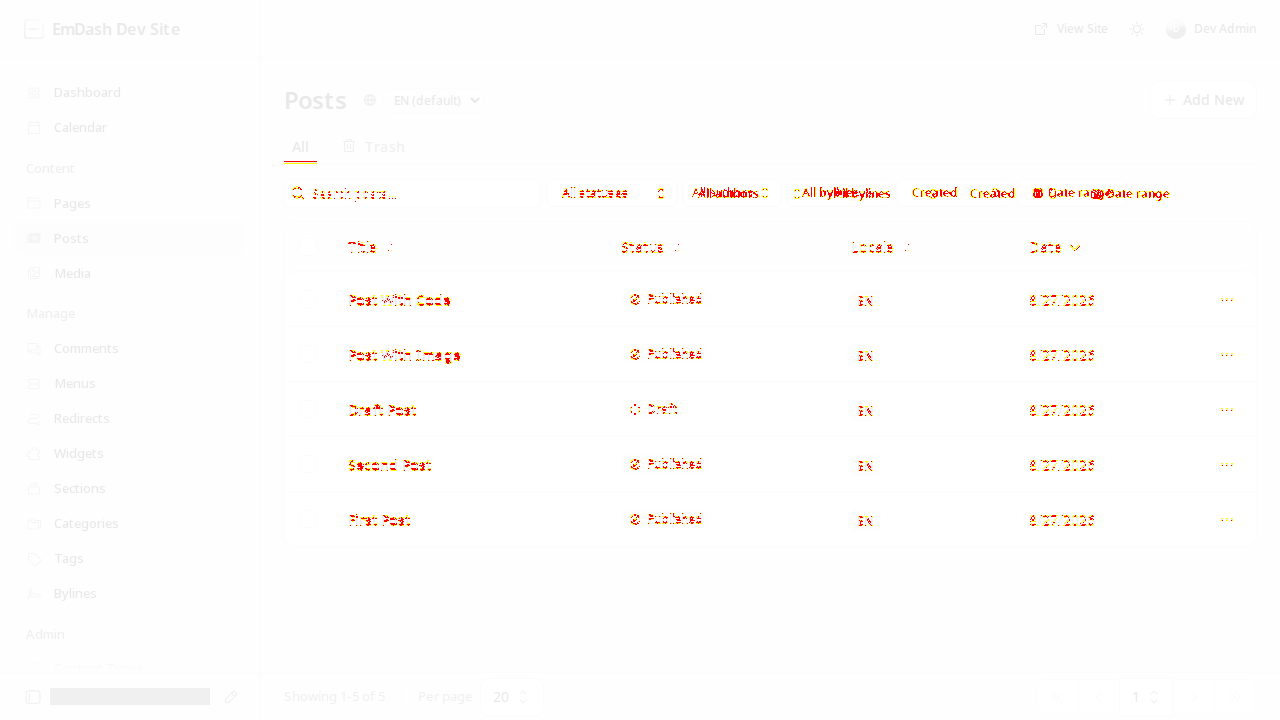 EmDash Dev Site
View Site
Dev Admin
Dashboard
Calendar
Content
Pages
Posts
Media
Manage
Comments
Menus
Redirects
Widgets
Sections
Categories
Tags
Bylines
Admin
Posts
EN (default)
Add New
All
Trash
Search posts...
All statuses
All authors
All bylines
Created
Created
Date range
Date range
Title
Status
Locale
Date
Post With Code
Published
EN
Post With Image
Published
EN
Draft Post
Draft
EN
Second Post
Published
EN
First Post
Published
EN
Showing 1-5 of 5
Per page
20
1